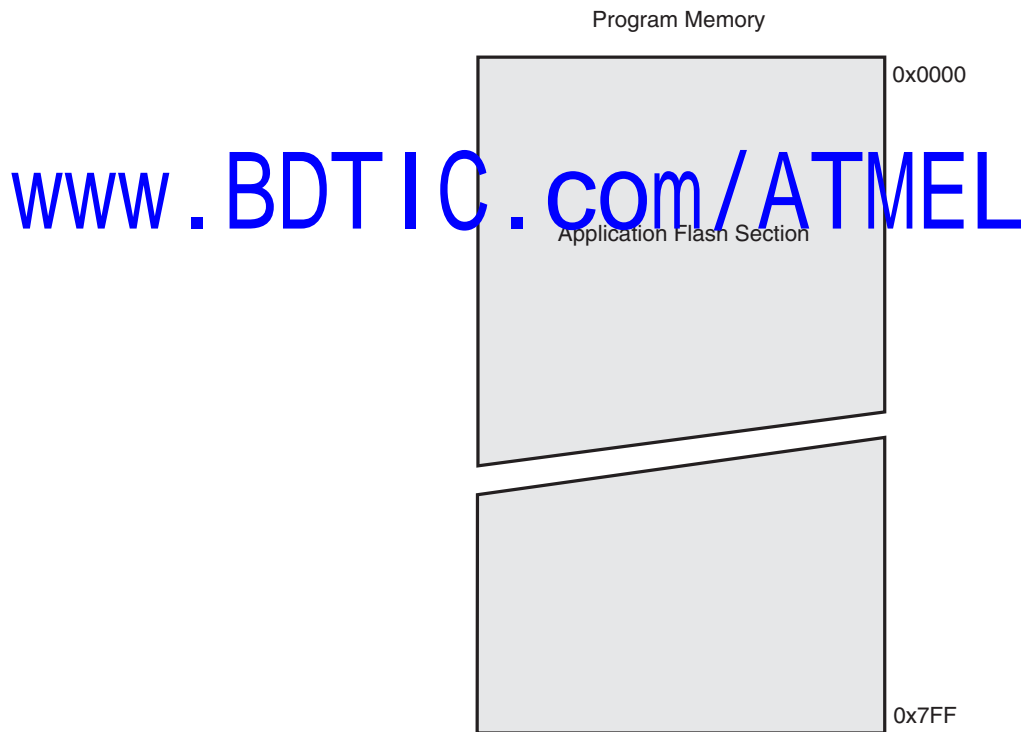 Program Memory
0x0000
www.BDTIC.com/ATMEL
Application Flash Section
0x7FF